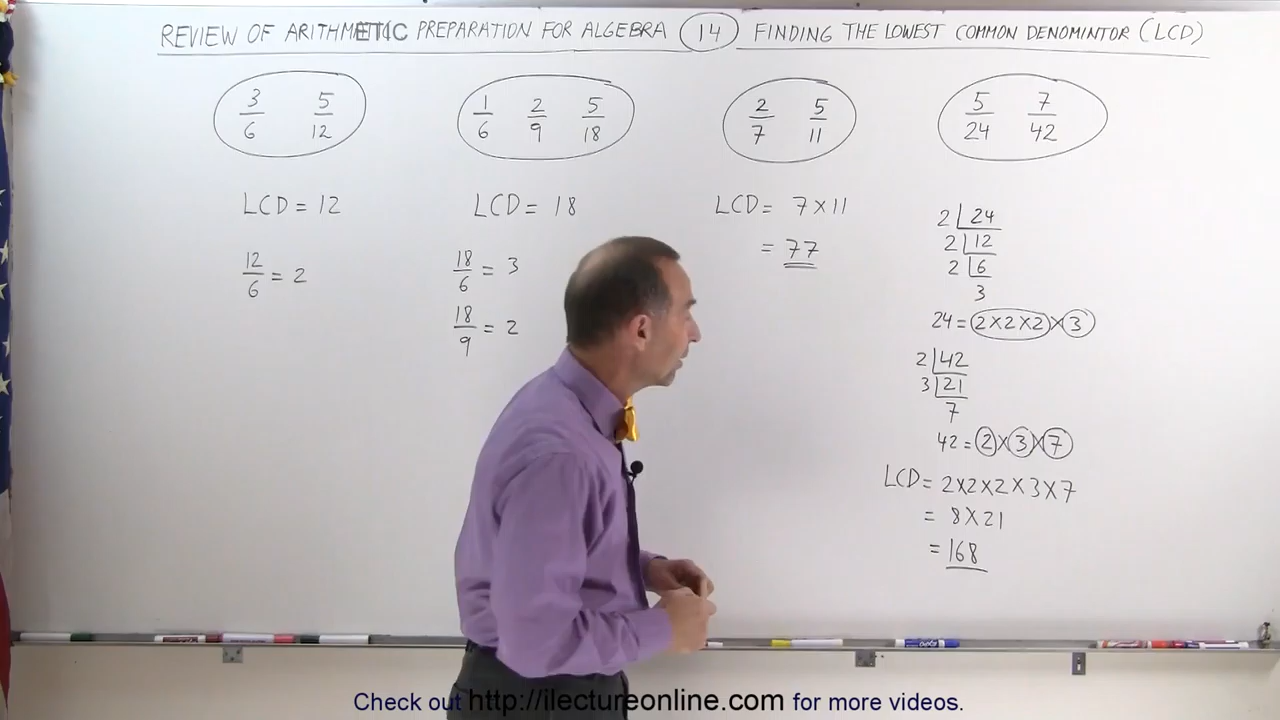 REVIEW OF ARITHMETIC PREPARATION FOR ALGEBRA 14 FINDING THE LOWEST COMMON DENOMINTOR (LCD)
3/6 5/12
LCD = 12
12/6 = 2
1/6 2/9 5/18
LCD = 18
18/6 = 3
18/9 = 2
2/7 5/11
LCD = 7×11
= 77
5/24 7/42
2 24
2 12
2 6
3
24 = 2×2×2×3
2 42
3 21
7
42 = 2×3×7
LCD = 2×2×2×3×7
= 8×21
= 168
Check out http://ilectureonline.com for more videos.